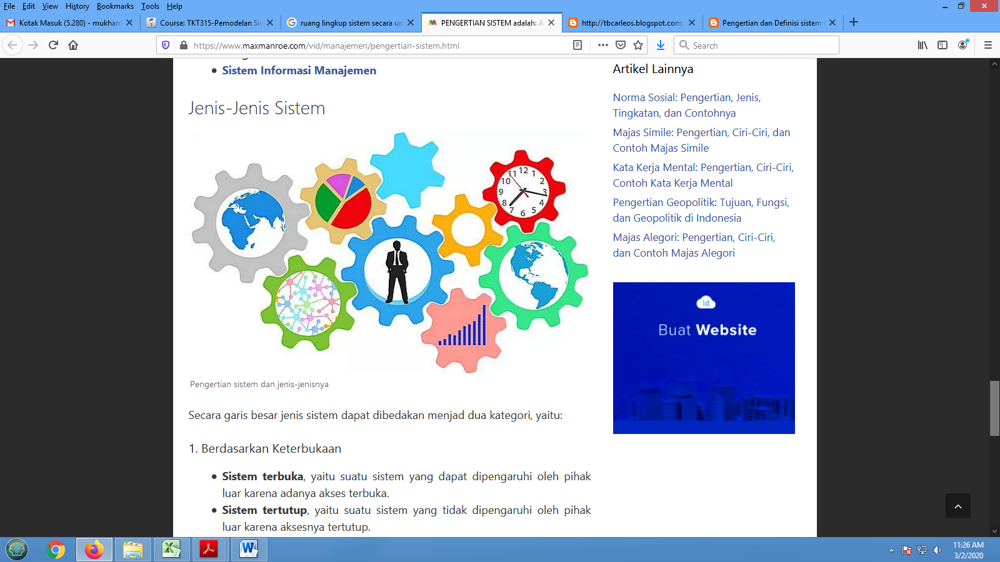 File Edit View History Bookmarks Tools Help
Kotak Masuk (5.280) - mukham
Course: TKT315-Pemodelan Sis
ruang lingkup sistem secara un
PENGERTIAN SISTEM adalah: A
http://tbcarleos.blogspot.com
Pengertian dan Definisi sistem
https://www.maxmanroe.com/vid/manajemen/pengertian-sistem.html
Search
Sistem Informasi Manajemen
Jenis-Jenis Sistem
12
1
2
3
4
5
6
7
8
9
10
11
Pengertian sistem dan jenis-jenisnya
Secara garis besar jenis sistem dapat dibedakan menjad dua kategori, yaitu:
1. Berdasarkan Keterbukaan
Sistem terbuka, yaitu suatu sistem yang dapat dipengaruhi oleh pihak
luar karena adanya akses terbuka.
Sistem tertutup, yaitu suatu sistem yang tidak dipengaruhi oleh pihak
luar karena aksesnya tertutup.
Artikel Lainnya
Norma Sosial: Pengertian, Jenis,
Tingkatan, dan Contohnya
Majas Simile: Pengertian, Ciri-Ciri, dan
Contoh Majas Simile
Kata Kerja Mental: Pengertian, Ciri-Ciri,
Contoh Kata Kerja Mental
Pengertian Geopolitik: Tujuan, Fungsi,
dan Geopolitik di Indonesia
Majas Alegori: Pengertian, Ciri-Ciri,
dan Contoh Majas Alegori
Id
Buat Website
11:26 AM
3/2/2020